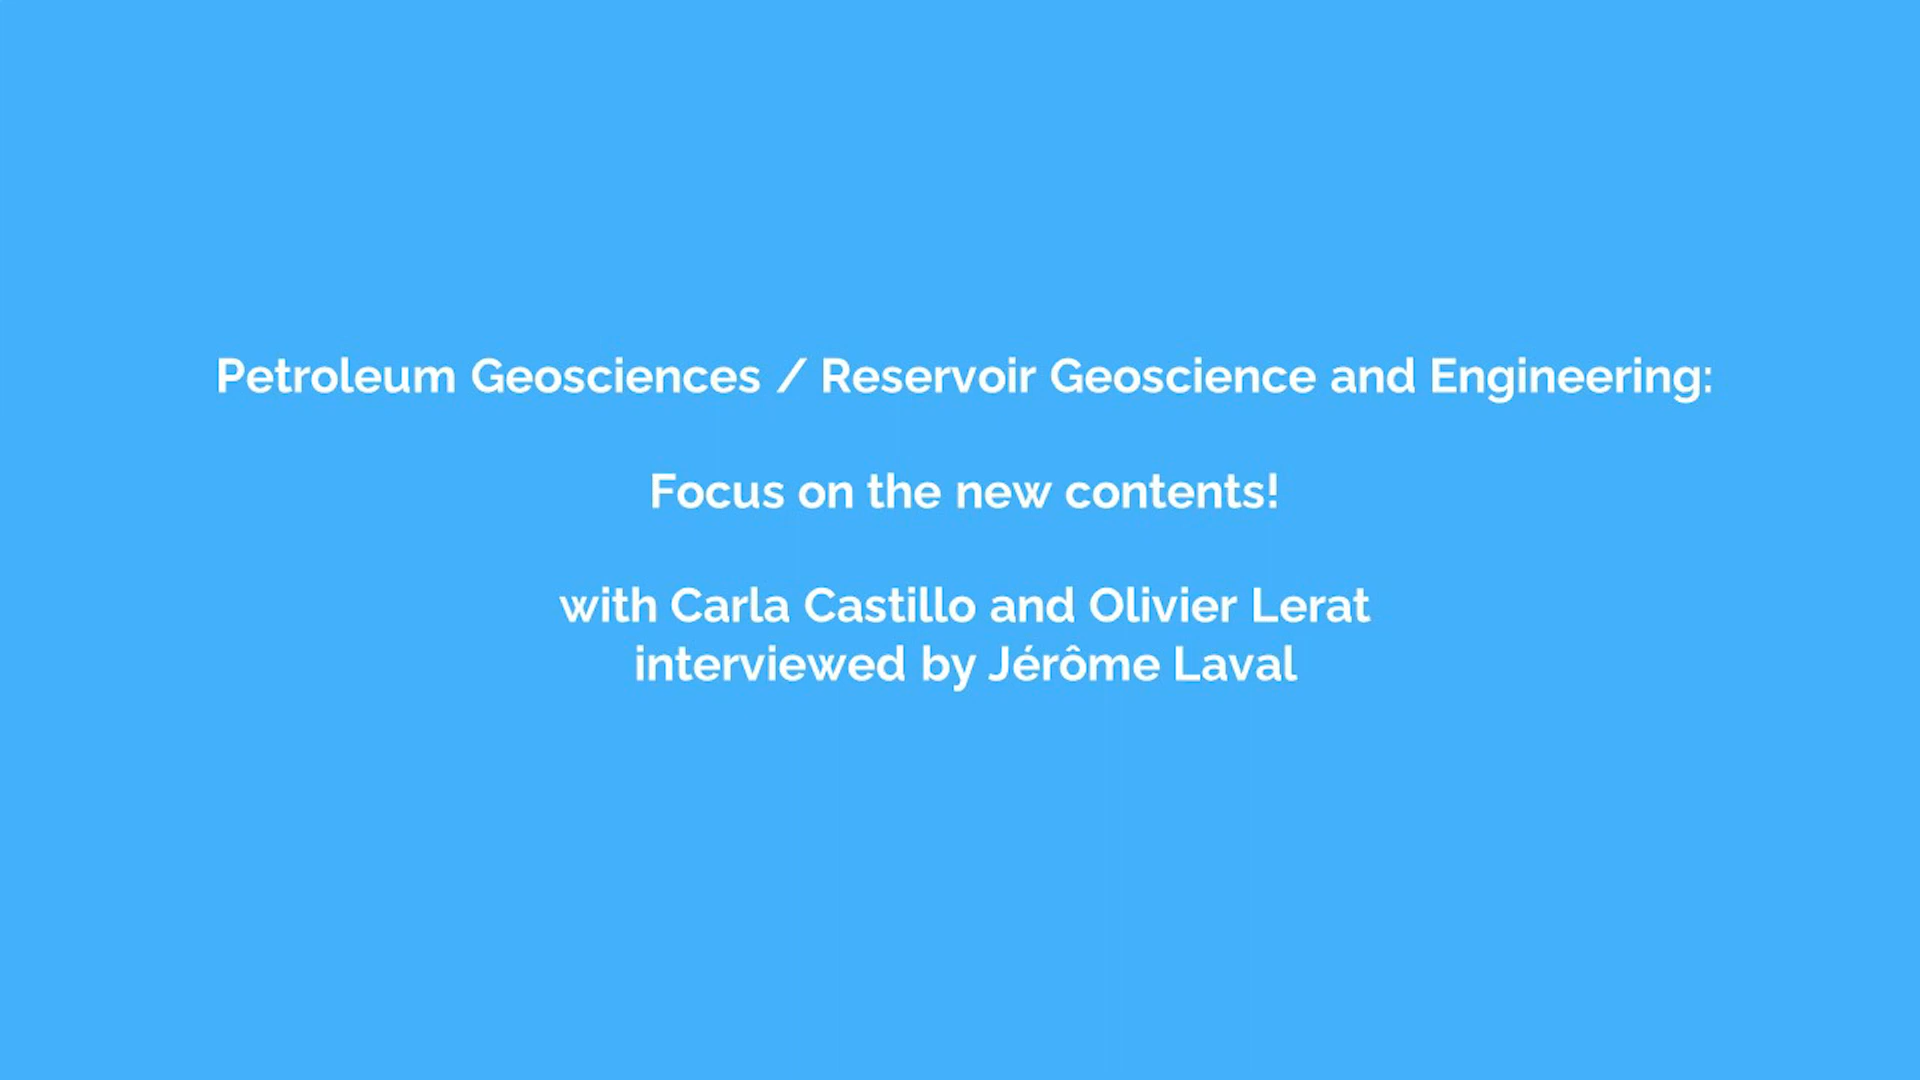 Petroleum Geosciences / Reservoir Geoscience and Engineering:
Focus on the new contents!
with Carla Castillo and Olivier Lerat
interviewed by Jérôme Laval